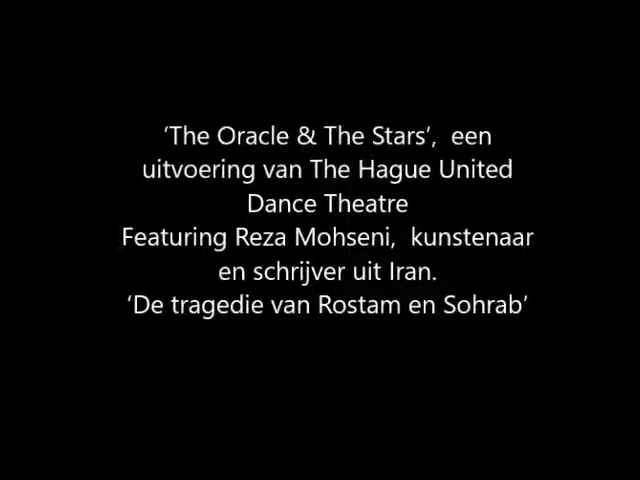 ‘The Oracle & The Stars’,  een
uitvoering van The Hague United
Dance Theatre
Featuring Reza Mohseni,  kunstenaar
en schrijver uit Iran.
‘De tragedie van Rostam en Sohrab’